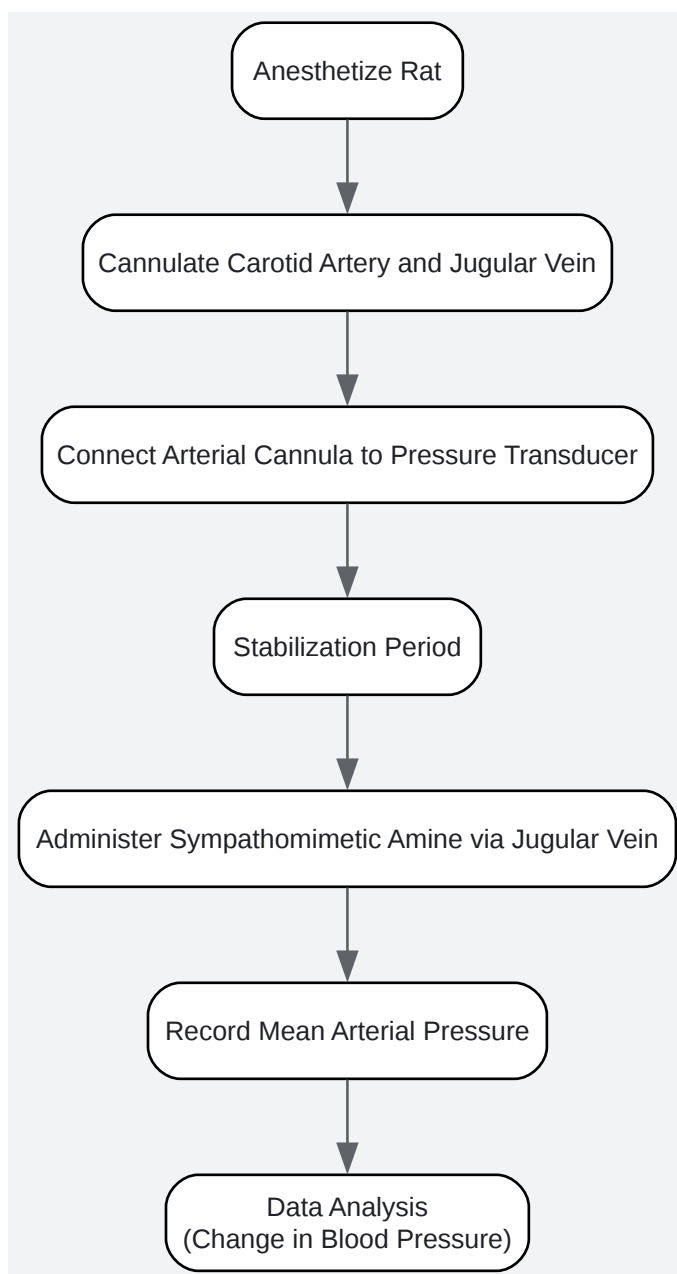 Anesthetize Rat
Cannulate Carotid Artery and Jugular Vein
Connect Arterial Cannula to Pressure Transducer
Stabilization Period
Administer Sympathomimetic Amine via Jugular Vein
Record Mean Arterial Pressure
Data Analysis
(Change in Blood Pressure)